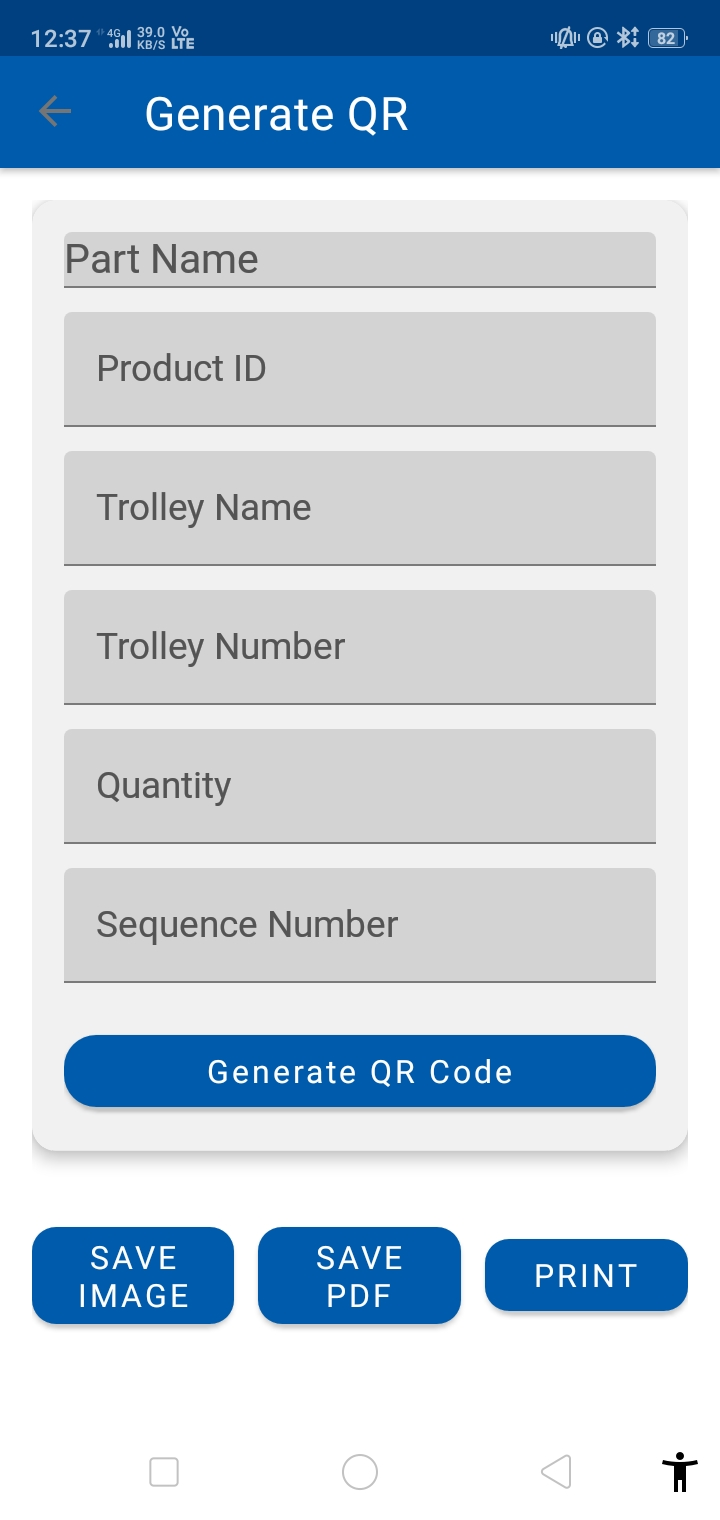 12:37 4G 39.0 KB/S Vo LTE 82
Generate QR
Part Name
Product ID
Trolley Name
Trolley Number
Quantity
Sequence Number
Generate QR Code
SAVE IMAGE
SAVE PDF
PRINT